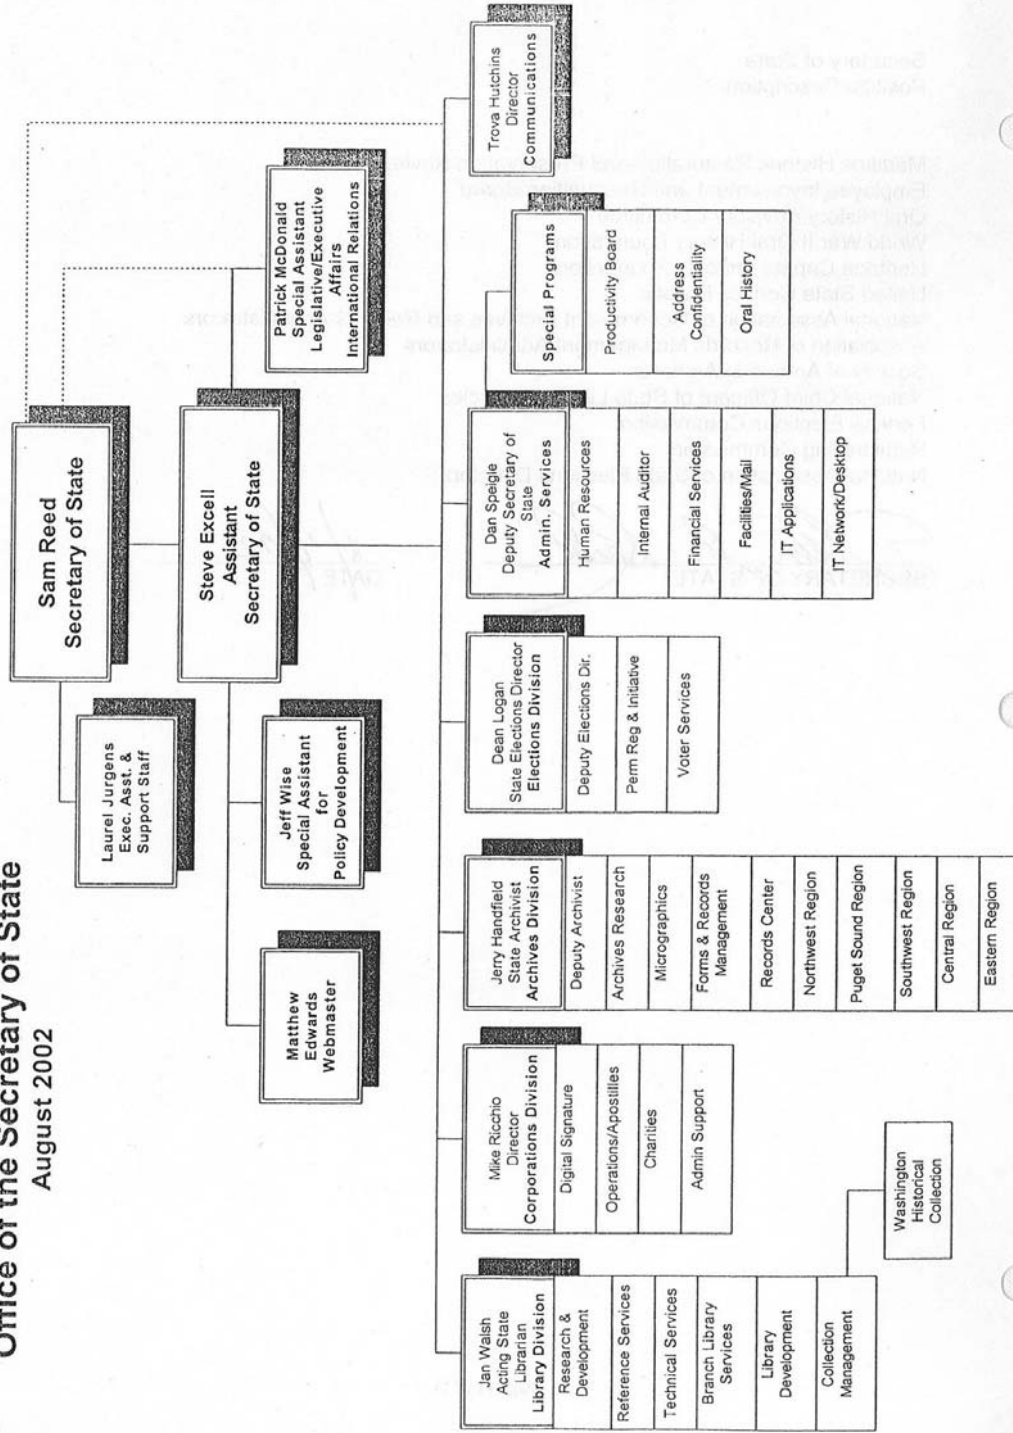 Office of the Secretary of State
August 2002
Sam Reed
Secretary of State
Laurel Jurgens
Exec. Asst. &
Support Staff
Steve Excell
Assistant
Secretary of State
Patrick McDonald
Special Assistant
Legislative/Executive
Affairs
International Relations
Matthew
Edwards
Webmaster
Jeff Wise
Special Assistant
for
Policy Development
Jan Walsh
Acting State
Librarian
Library Division
Research &
Development
Reference Services
Technical Services
Branch Library
Services
Library
Development
Collection
Management
Washington
Historical
Collection
Mike Ricchio
Director
Corporations Division
Digital Signature
Operations/Apostilles
Charities
Admin Support
Jerry Handfield
State Archivist
Archives Division
Deputy Archivist
Archives Research
Micrographics
Forms & Records
Management
Records Center
Northwest Region
Puget Sound Region
Southwest Region
Central Region
Eastern Region
Dean Logan
State Elections Director
Elections Division
Deputy Elections Dir.
Perm Reg & Initiative
Voter Services
Dan Speigle
Deputy Secretary of
State
Admin. Services
Human Resources
Internal Auditor
Financial Services
Facilities/Mail
IT Applications
IT Network/Desktop
Special Programs
Productivity Board
Address
Confidentiality
Oral History
Trova Hutchins
Director
Communications